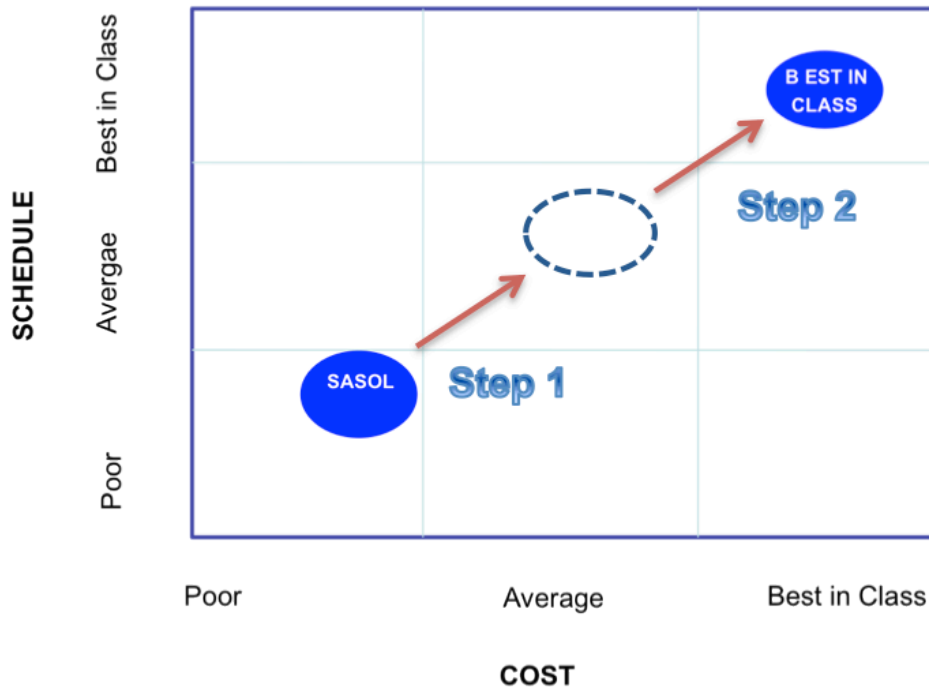 SCHEDULE
Best in Class
Avergae
Poor
B EST IN
CLASS
Step 2
SASOL
Step 1
Poor
Average
Best in Class
COST